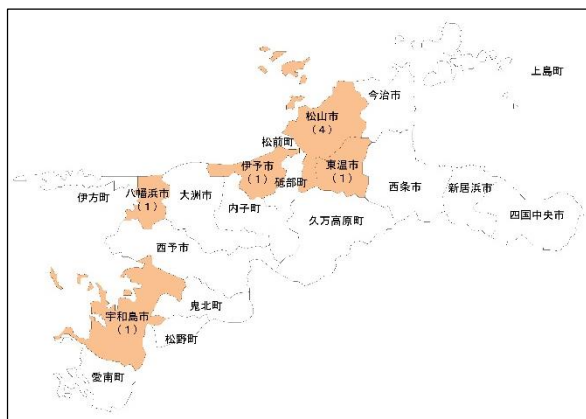 上島町
今治市
松山市
(4)
松前町
伊予市
(1)
東温市
(1)
砥部町
西条市
新居浜市
四国中央市
伊方町
八幡浜市
(1)
大洲市
内子町
久万高原町
西予市
鬼北町
宇和島市
(1)
松野町
愛南町